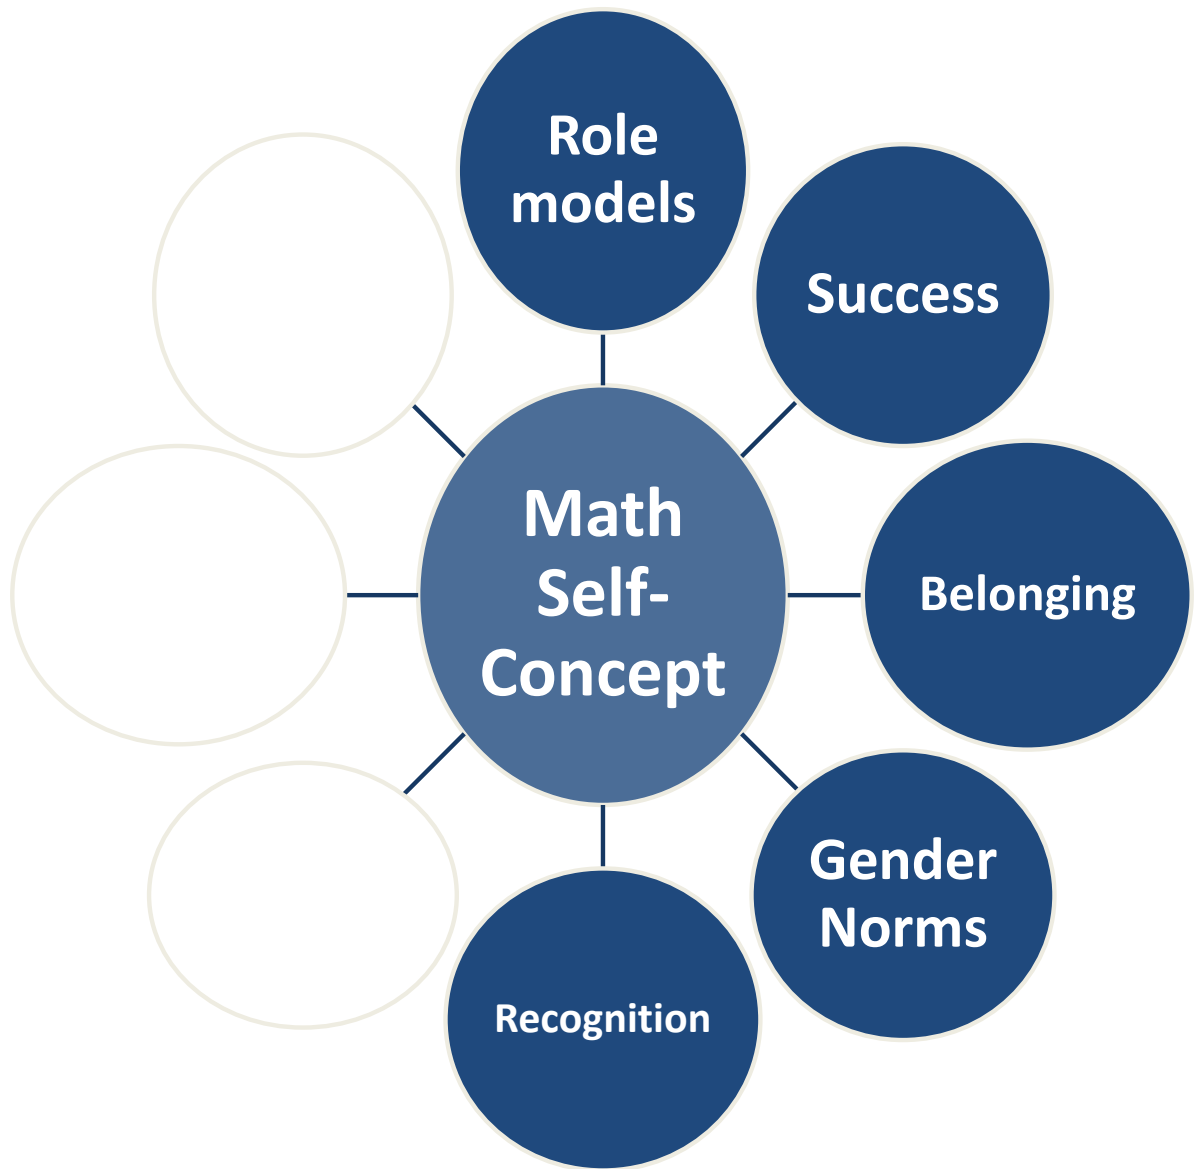 Role
models
Success
Math
Self-
Concept
Belonging
Gender
Norms
Recognition